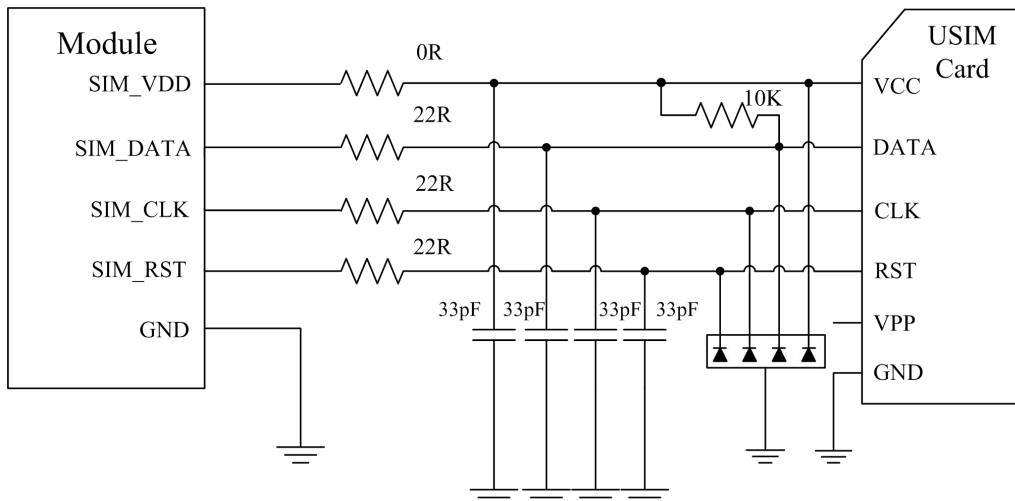 Module
SIM_VDD
SIM_DATA
SIM_CLK
SIM_RST
GND
0R
22R
22R
22R
10K
33pF
33pF
33pF
33pF
USIM
Card
VCC
DATA
CLK
RST
VPP
GND